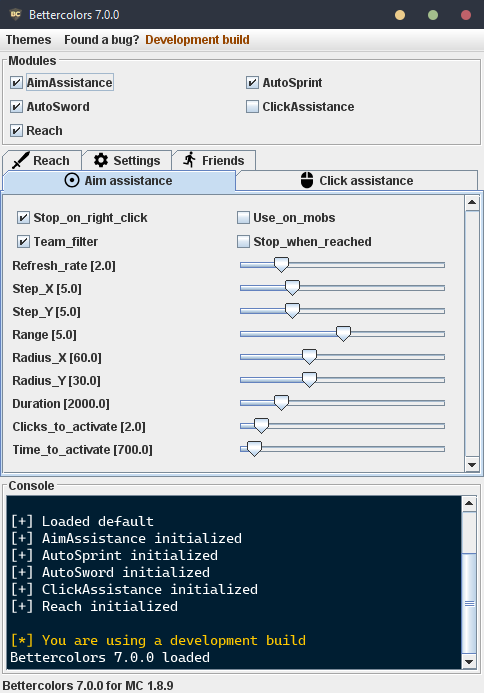 BC Bettercolors 7.0.0
Themes Found a bug? Development build
Modules
AimAssistance AutoSprint
AutoSword ClickAssistance
Reach
Reach Settings Friends
Aim assistance Click assistance
Stop_on_right_click Use_on_mobs
Team_filter Stop_when_reached
Refresh_rate [2.0]
Step_X [5.0]
Step_Y [5.0]
Range [5.0]
Radius_X [60.0]
Radius_Y [30.0]
Duration [2000.0]
Clicks_to_activate [2.0]
Time_to_activate [700.0]
Console
[+] Loaded default
[+] AimAssistance initialized
[+] AutoSprint initialized
[+] AutoSword initialized
[+] ClickAssistance initialized
[+] Reach initialized
[*] You are using a development build
Bettercolors 7.0.0 loaded
Bettercolors 7.0.0 for MC 1.8.9